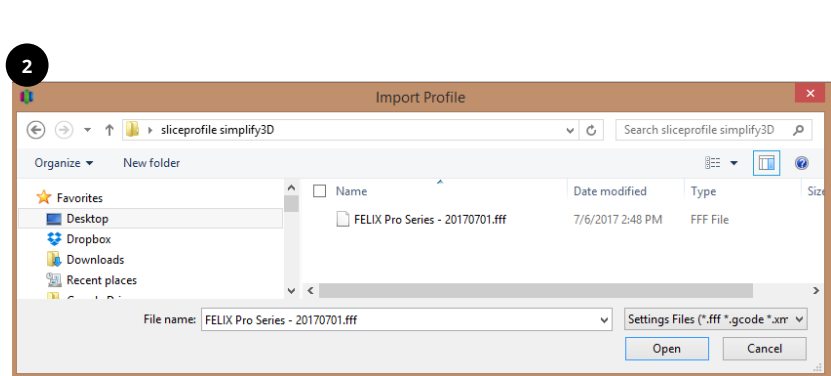 2
Import Profile
sliceprofile simplify3D
Search sliceprofile simplify3D
Organize
New folder
Favorites
Name
Date modified
Type
Size
Desktop
FELIX Pro Series - 20170701.fff
7/6/2017 2:48 PM
FFF File
Dropbox
Downloads
Recent places
File name:
FELIX Pro Series - 20170701.fff
Settings Files (*.fff *.gcode *.xm
Open
Cancel